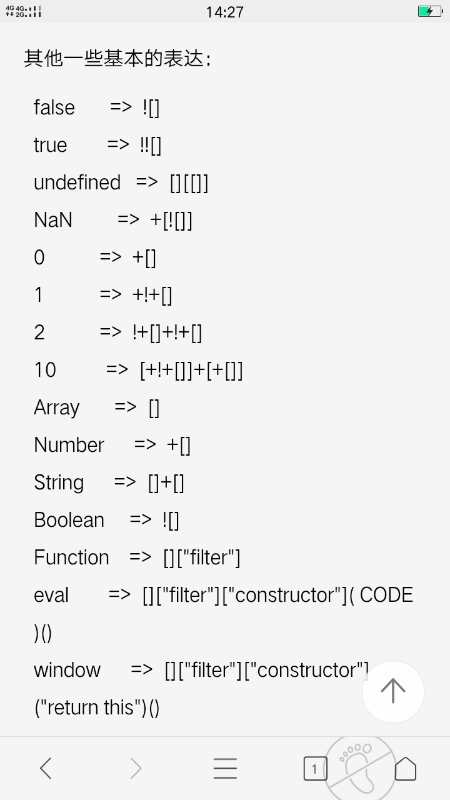 4G 4G 2G 14:27
其他一些基本的表达：
false => ![]
true => !![]
undefined => [][[]]
NaN => +[![]]
0 => +[]
1 => +!+[]
2 => !+[]+!+[]
10 => [+!+[]]+[+[]]
Array => []
Number => +[]
String => []+[]
Boolean => ![]
Function => []["filter"]
eval => []["filter"]["constructor"]( CODE
)()
window => []["filter"]["constructor"]
("return this")()
1